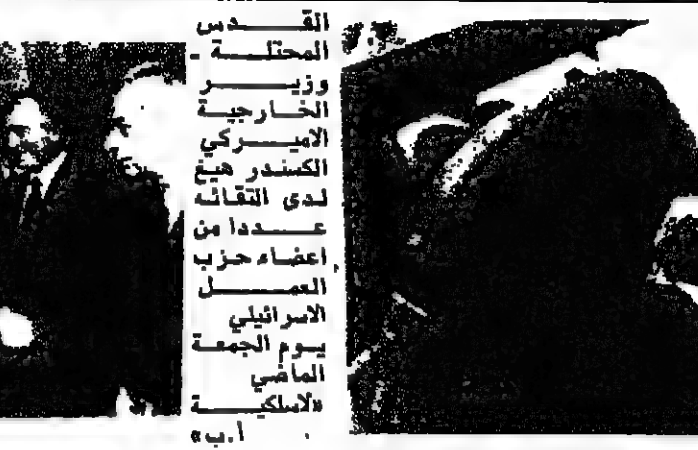 القدس
المحتلة -
وزير
الخارجية
الاميركي
الكسندر هيغ
لدى التقائه
عددا من
اعضاء حزب
العمل
الاسرائيلي
يوم الجمعة
الماضي
«لاسلكية
أ.ب»